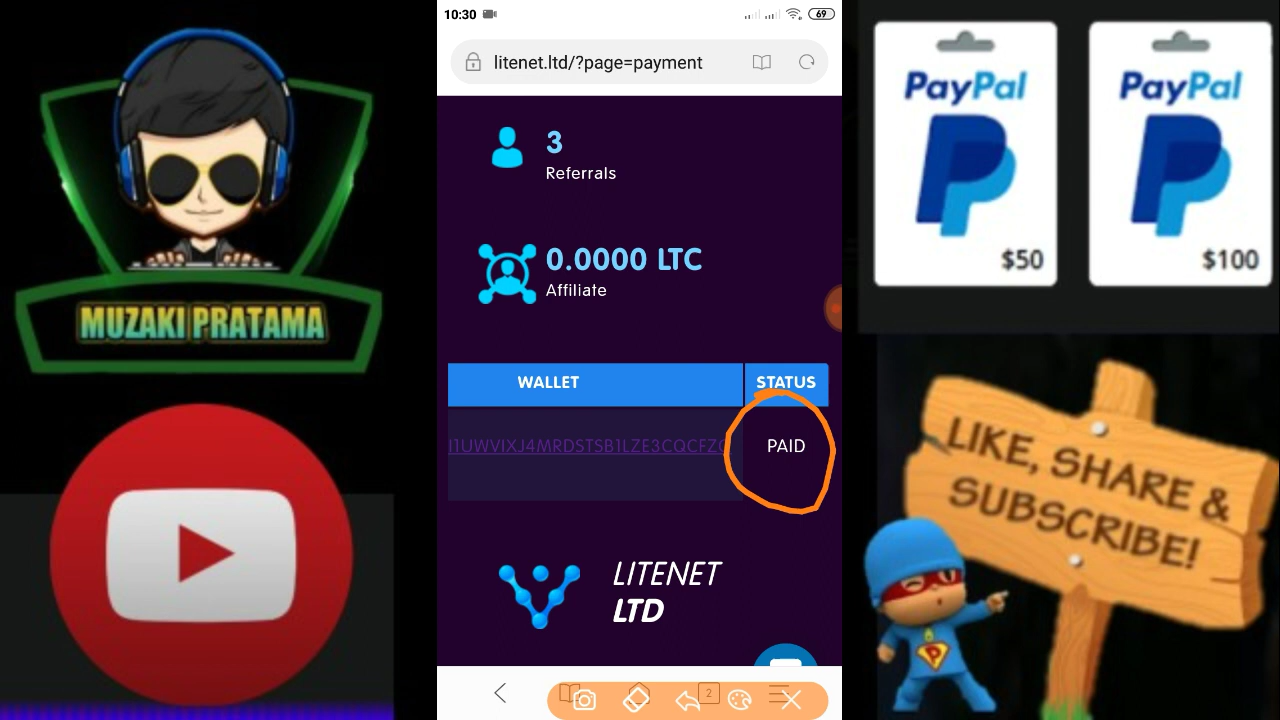 MUZAKI PRATAMA
10:30
69
litenet.ltd/?page=payment
3
Referrals
0.0000 LTC
Affiliate
WALLET STATUS
PAID
LITENET
LTD
2
PayPal
$50
PayPal
$100
LIKE, SHARE &
SUBSCRIBE!
P